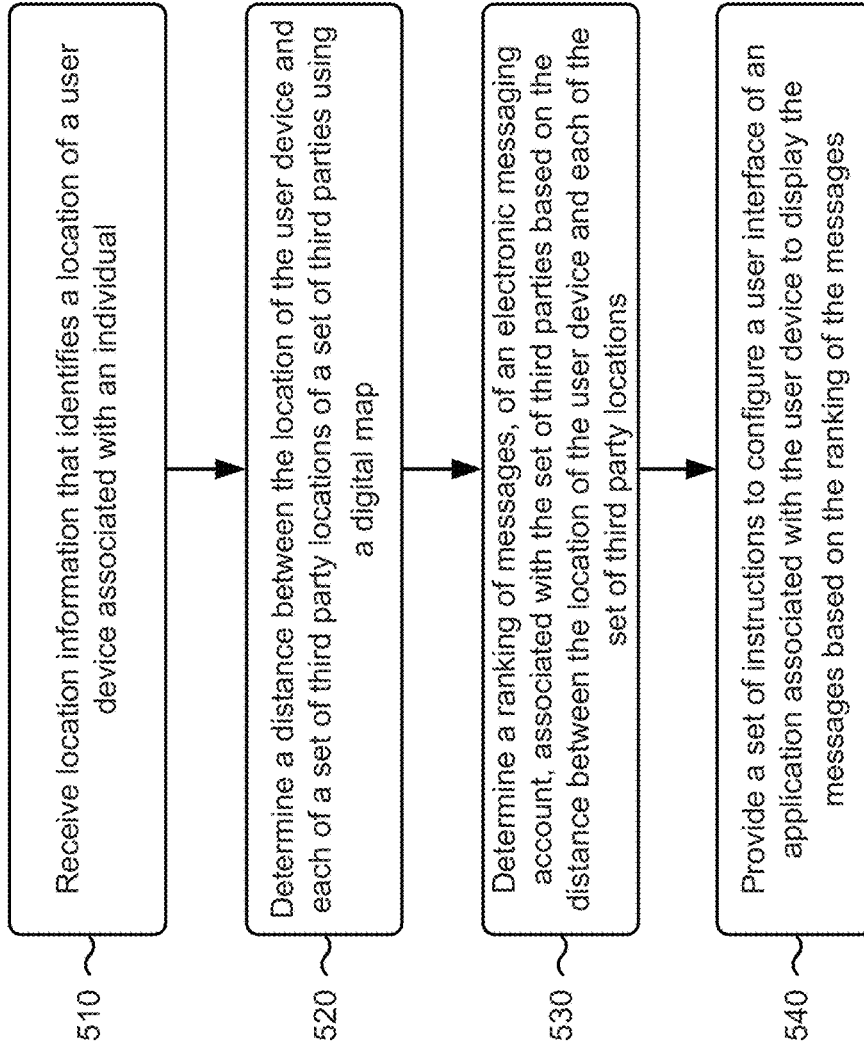 510
Receive location information that identifies a location of a user
device associated with an individual
520
Determine a distance between the location of the user device and
each of a set of third party locations of a set of third parties using
a digital map
530
Determine a ranking of messages, of an electronic messaging
account, associated with the set of third parties based on the
distance between the location of the user device and each of the
set of third party locations
540
Provide a set of instructions to configure a user interface of an
application associated with the user device to display the
messages based on the ranking of the messages